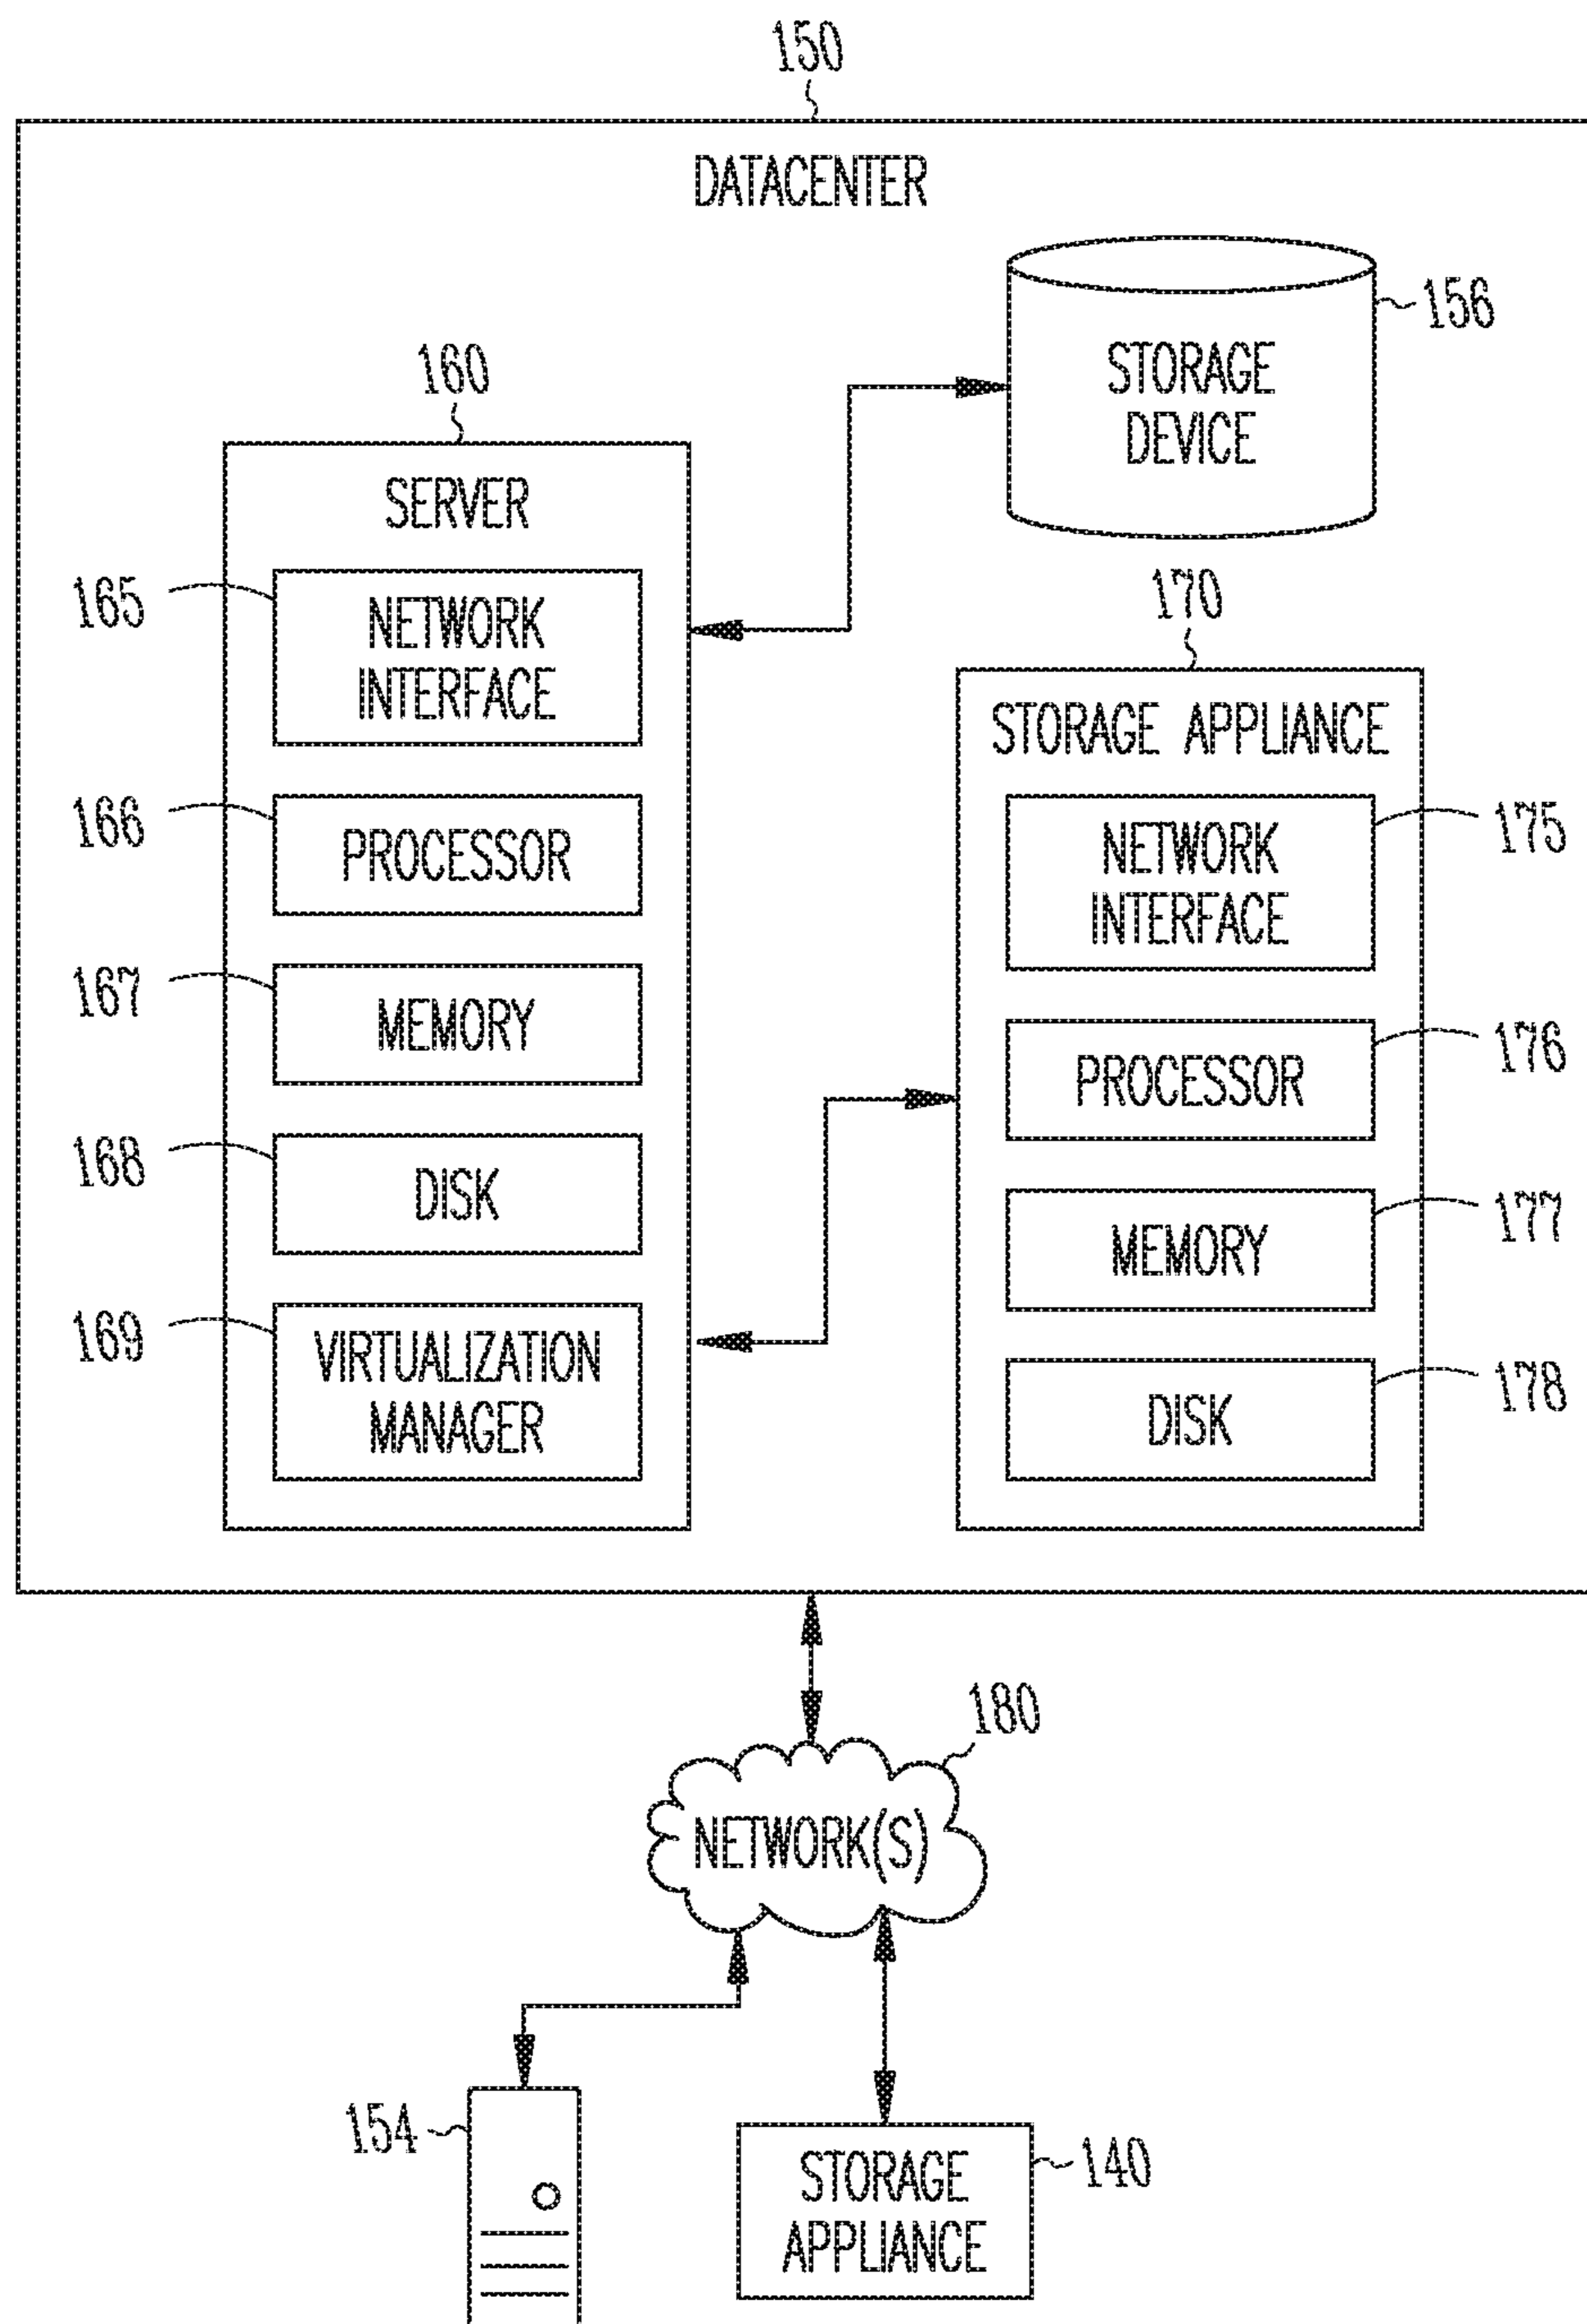 150
DATACENTER
156
STORAGE
DEVICE
160
SERVER
165
NETWORK
INTERFACE
166
PROCESSOR
167
MEMORY
168
DISK
169
VIRTUALIZATION
MANAGER
170
STORAGE APPLIANCE
175
NETWORK
INTERFACE
176
PROCESSOR
177
MEMORY
178
DISK
180
NETWORK(S)
154
140
STORAGE
APPLIANCE